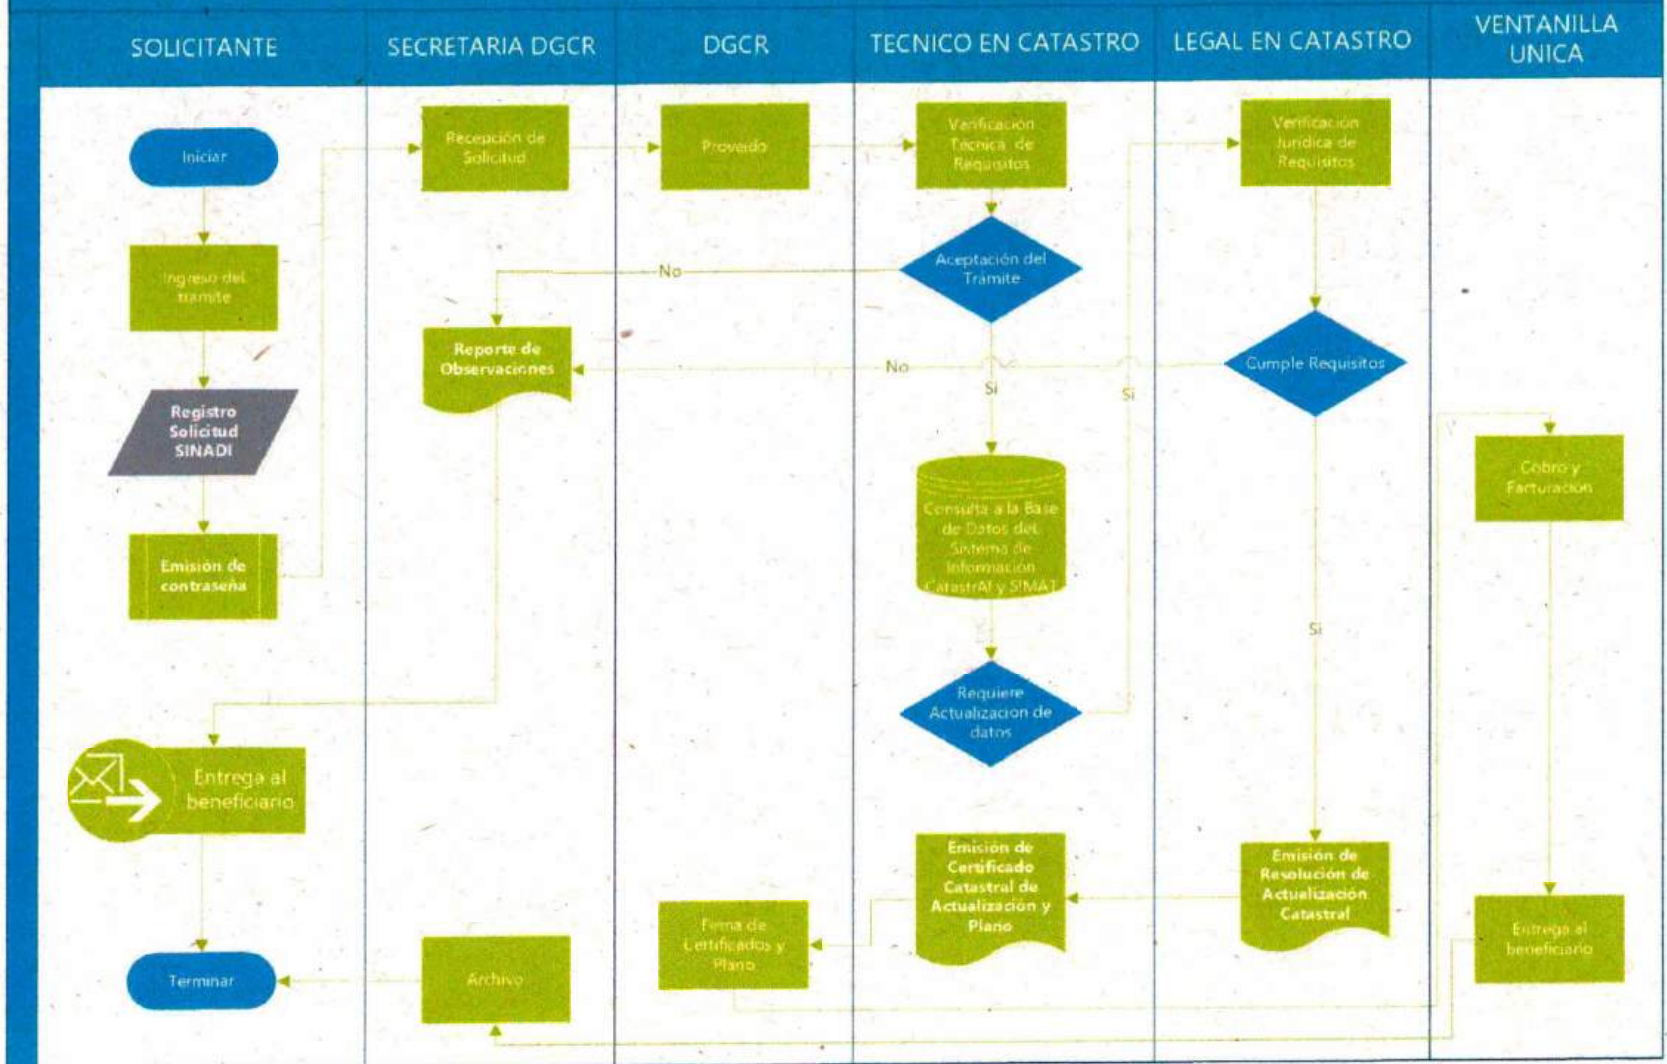 SOLICITANTE
SECRETARIA DGCR
DGCR
TECNICO EN CATASTRO
LEGAL EN CATASTRO
VENTANILLA
UNICA
Iniciar
Recepción de
Solicitud
Proveido
Verificación
Técnica de
Requisitos
Verificación
Jurídica de
Requisitos
Ingreso del
tramite
Aceptación del
Trámite
No
Reporte de
Observaciones
No
Cumple Requisitos
Si
Si
Registro
Solicitud
SINADI
Cobro y
Facturación
Consulta a la Base
de Datos del
Sistema de
Información
CatastrAl y SIMAT
Emisión de
contraseña
Si
Requiere
Actualizacion de
datos
Entrega al
beneficiario
Emisión de
Certificado
Catastral de
Actualización y
Plano
Emisión de
Resolución de
Actualización
Catastral
Firma de
Certificados y
Plano
Entrega al
beneficiario
Terminar
Archivo